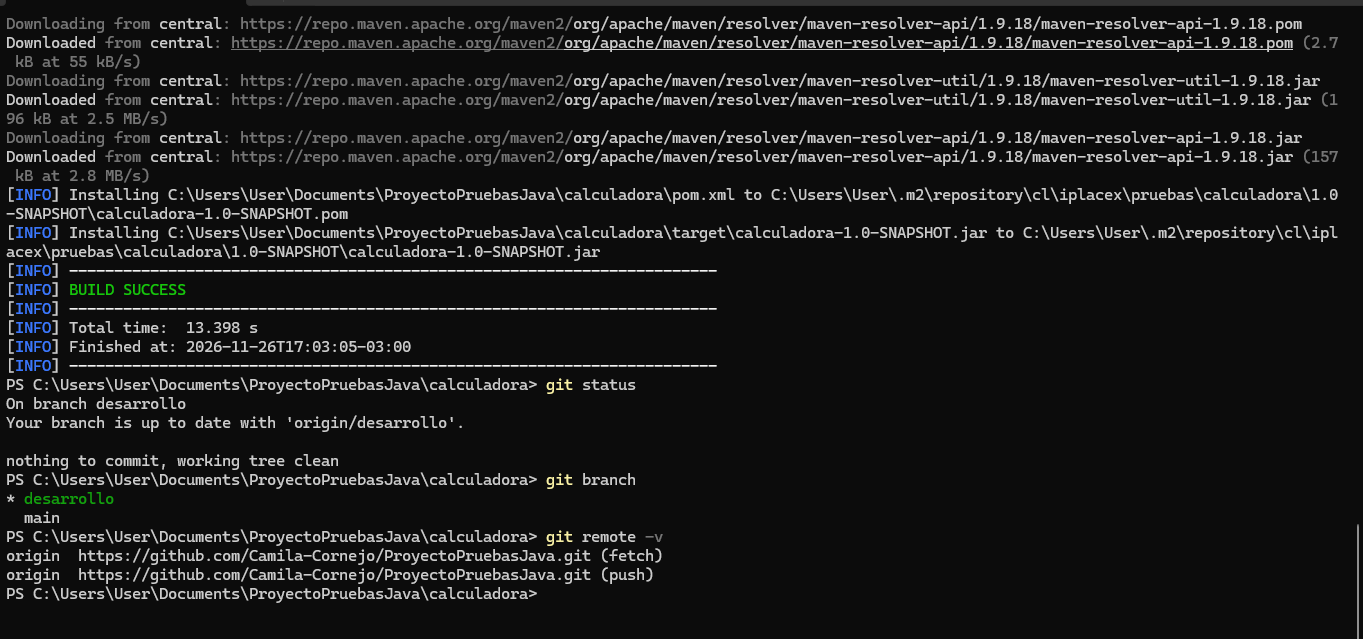 Downloading from central: https://repo.maven.apache.org/maven2/org/apache/maven/resolver/maven-resolver-api/1.9.18/maven-resolver-api-1.9.18.pom
Downloaded from central: https://repo.maven.apache.org/maven2/org/apache/maven/resolver/maven-resolver-api/1.9.18/maven-resolver-api-1.9.18.pom (2.7
 kB at 55 kB/s)
Downloading from central: https://repo.maven.apache.org/maven2/org/apache/maven/resolver/maven-resolver-util/1.9.18/maven-resolver-util-1.9.18.jar
Downloaded from central: https://repo.maven.apache.org/maven2/org/apache/maven/resolver/maven-resolver-util/1.9.18/maven-resolver-util-1.9.18.jar (1
96 kB at 2.5 MB/s)
Downloading from central: https://repo.maven.apache.org/maven2/org/apache/maven/resolver/maven-resolver-api/1.9.18/maven-resolver-api-1.9.18.jar
Downloaded from central: https://repo.maven.apache.org/maven2/org/apache/maven/resolver/maven-resolver-api/1.9.18/maven-resolver-api-1.9.18.jar (157
 kB at 2.8 MB/s)
[INFO] Installing C:\Users\User\Documents\ProyectoPruebasJava\calculadora\pom.xml to C:\Users\User\.m2\repository\cl\iplacex\pruebas\calculadora\1.0
-SNAPSHOT\calculadora-1.0-SNAPSHOT.pom
[INFO] Installing C:\Users\User\Documents\ProyectoPruebasJava\calculadora\target\calculadora-1.0-SNAPSHOT.jar to C:\Users\User\.m2\repository\cl\ipl
acex\pruebas\calculadora\1.0-SNAPSHOT\calculadora-1.0-SNAPSHOT.jar
[INFO] ------------------------------------------------------------------------
[INFO] BUILD SUCCESS
[INFO] ------------------------------------------------------------------------
[INFO] Total time:  13.398 s
[INFO] Finished at: 2026-11-26T17:03:05-03:00
[INFO] ------------------------------------------------------------------------
PS C:\Users\User\Documents\ProyectoPruebasJava\calculadora> git status
On branch desarrollo
Your branch is up to date with 'origin/desarrollo'.

nothing to commit, working tree clean
PS C:\Users\User\Documents\ProyectoPruebasJava\calculadora> git branch
* desarrollo
  main
PS C:\Users\User\Documents\ProyectoPruebasJava\calculadora> git remote -v
origin  https://github.com/Camila-Cornejo/ProyectoPruebasJava.git (fetch)
origin  https://github.com/Camila-Cornejo/ProyectoPruebasJava.git (push)
PS C:\Users\User\Documents\ProyectoPruebasJava\calculadora>